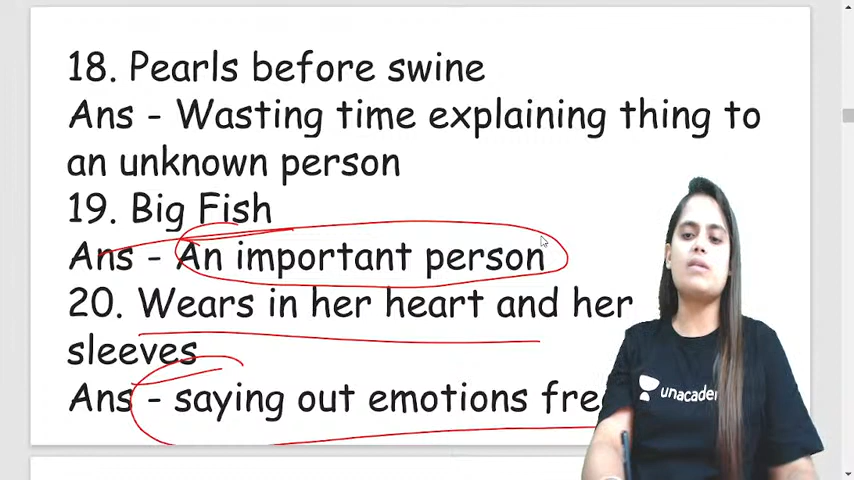 18. Pearls before swine
Ans - Wasting time explaining thing to
an unknown person
19. Big Fish
Ans - An important person
20. Wears in her heart and her
sleeves
Ans - saying out emotions fre
unacade